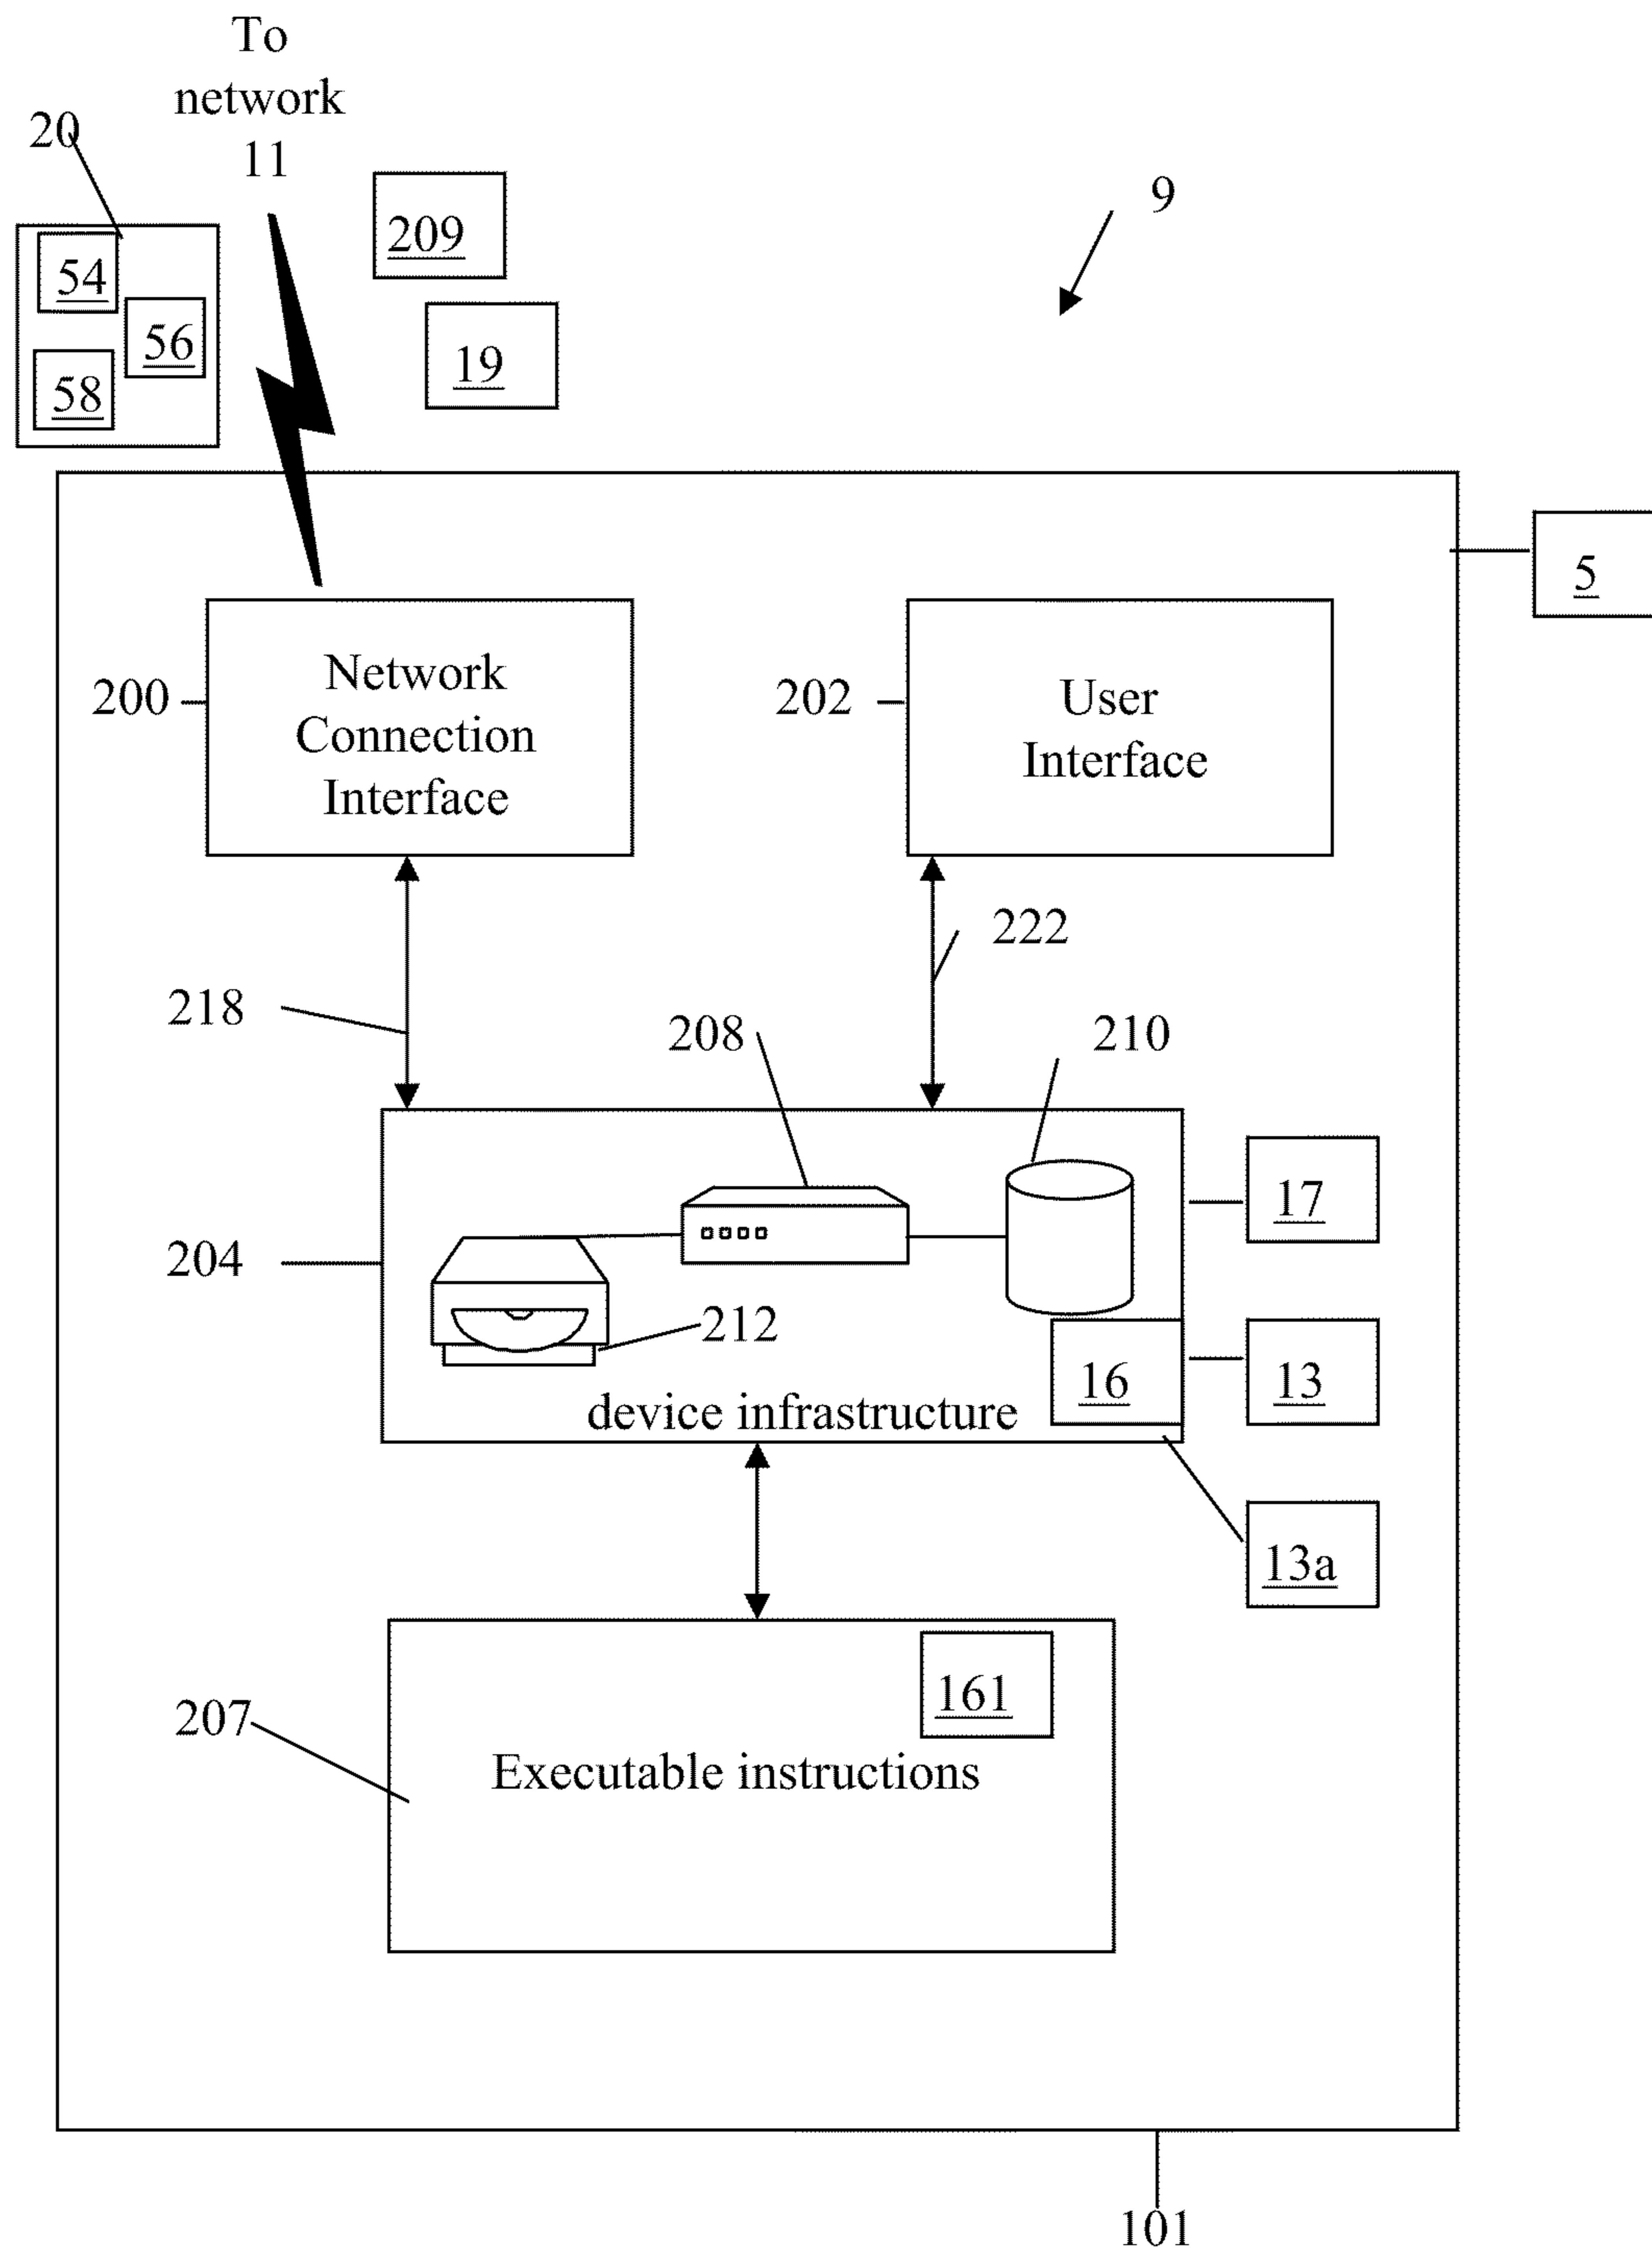 To
network
11
20
209
9
54
56
19
58
5
Network
Connection
Interface
200
User
Interface
202
222
218
208
210
17
204
212
16
13
device infrastructure
13a
161
207
Executable instructions
101